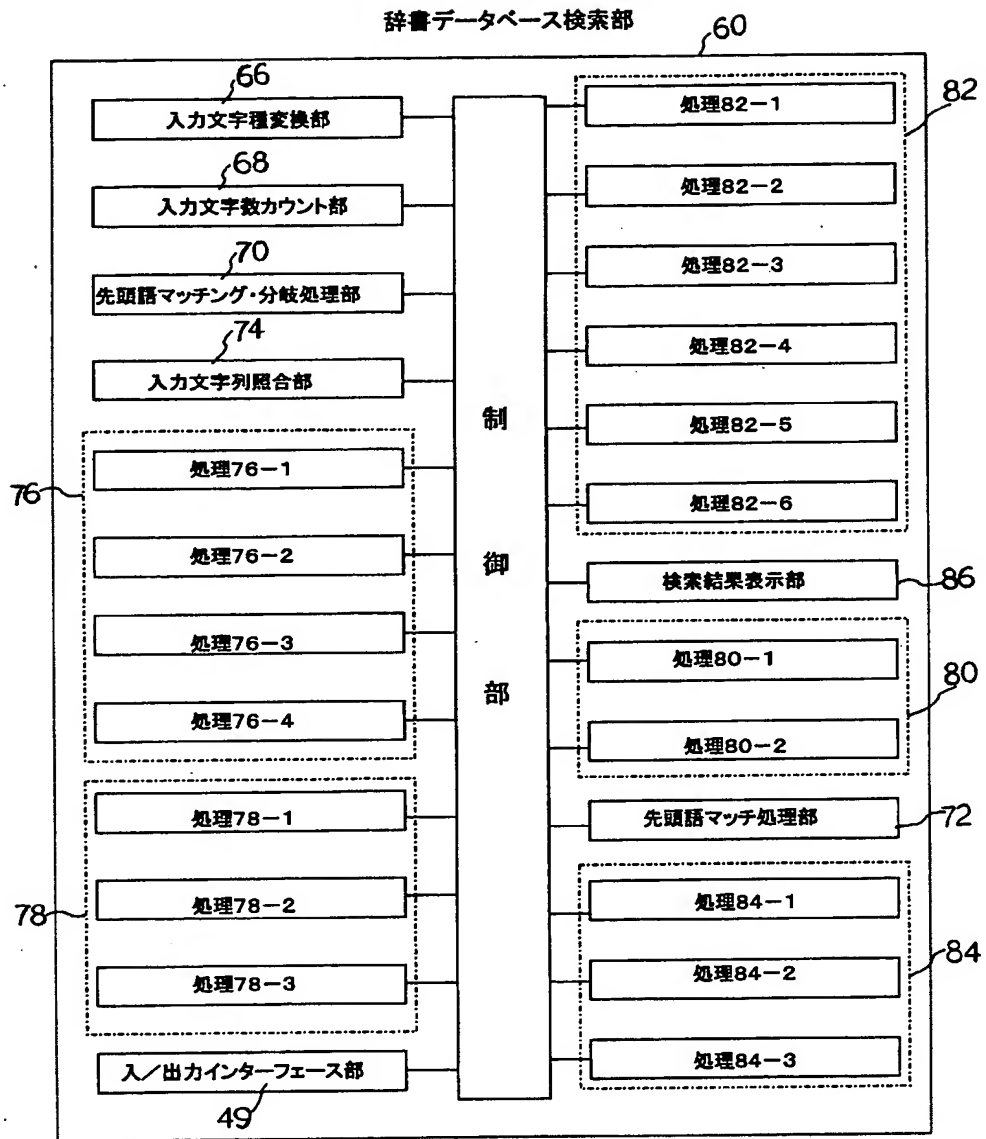 辞書データベース検索部
60
66
入力文字種変換部
68
入力文字数カウント部
70
先頭語マッチング・分岐処理部
74
入力文字列照合部
76
処理76-1
処理76-2
処理76-3
処理76-4
78
処理78-1
処理78-2
処理78-3
入/出力インターフェース部
49
制御部
82
処理82-1
処理82-2
処理82-3
処理82-4
処理82-5
処理82-6
検索結果表示部
86
処理80-1
80
処理80-2
先頭語マッチ処理部
72
処理84-1
処理84-2
84
処理84-3